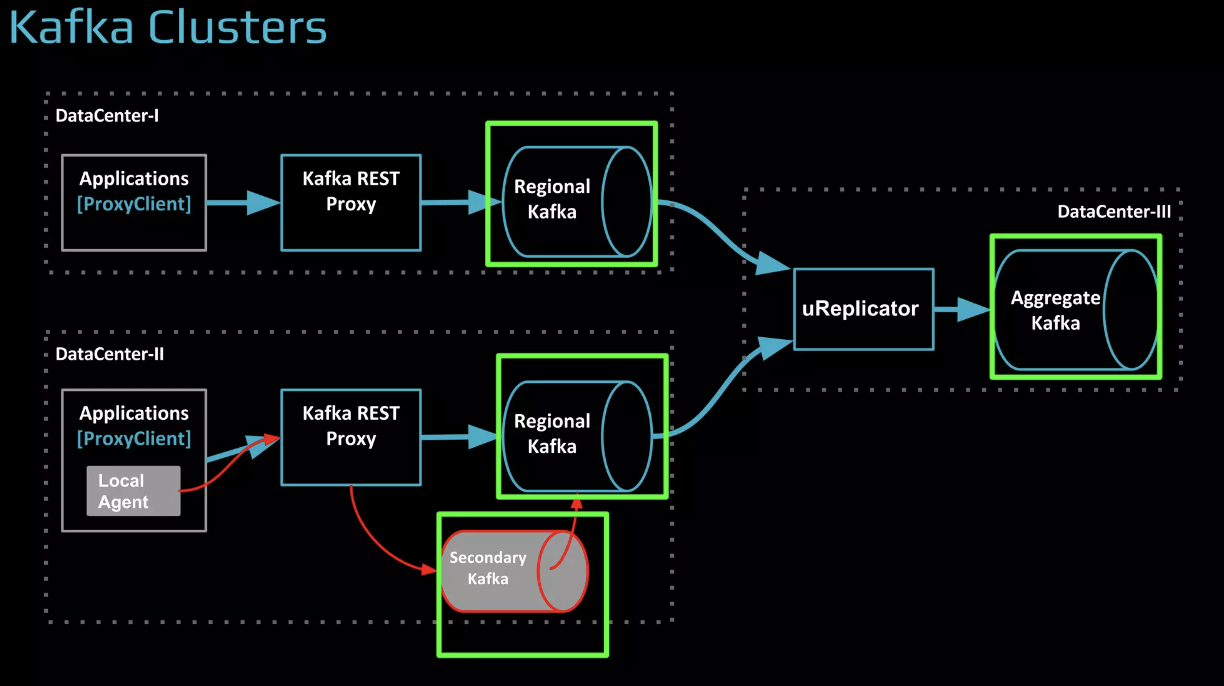 Kafka Clusters
DataCenter-I
Applications
[ProxyClient]
Kafka REST
Proxy
Regional
Kafka
DataCenter-III
uReplicator
Aggregate
Kafka
DataCenter-II
Applications
[ProxyClient]
Local
Agent
Kafka REST
Proxy
Regional
Kafka
Secondary
Kafka